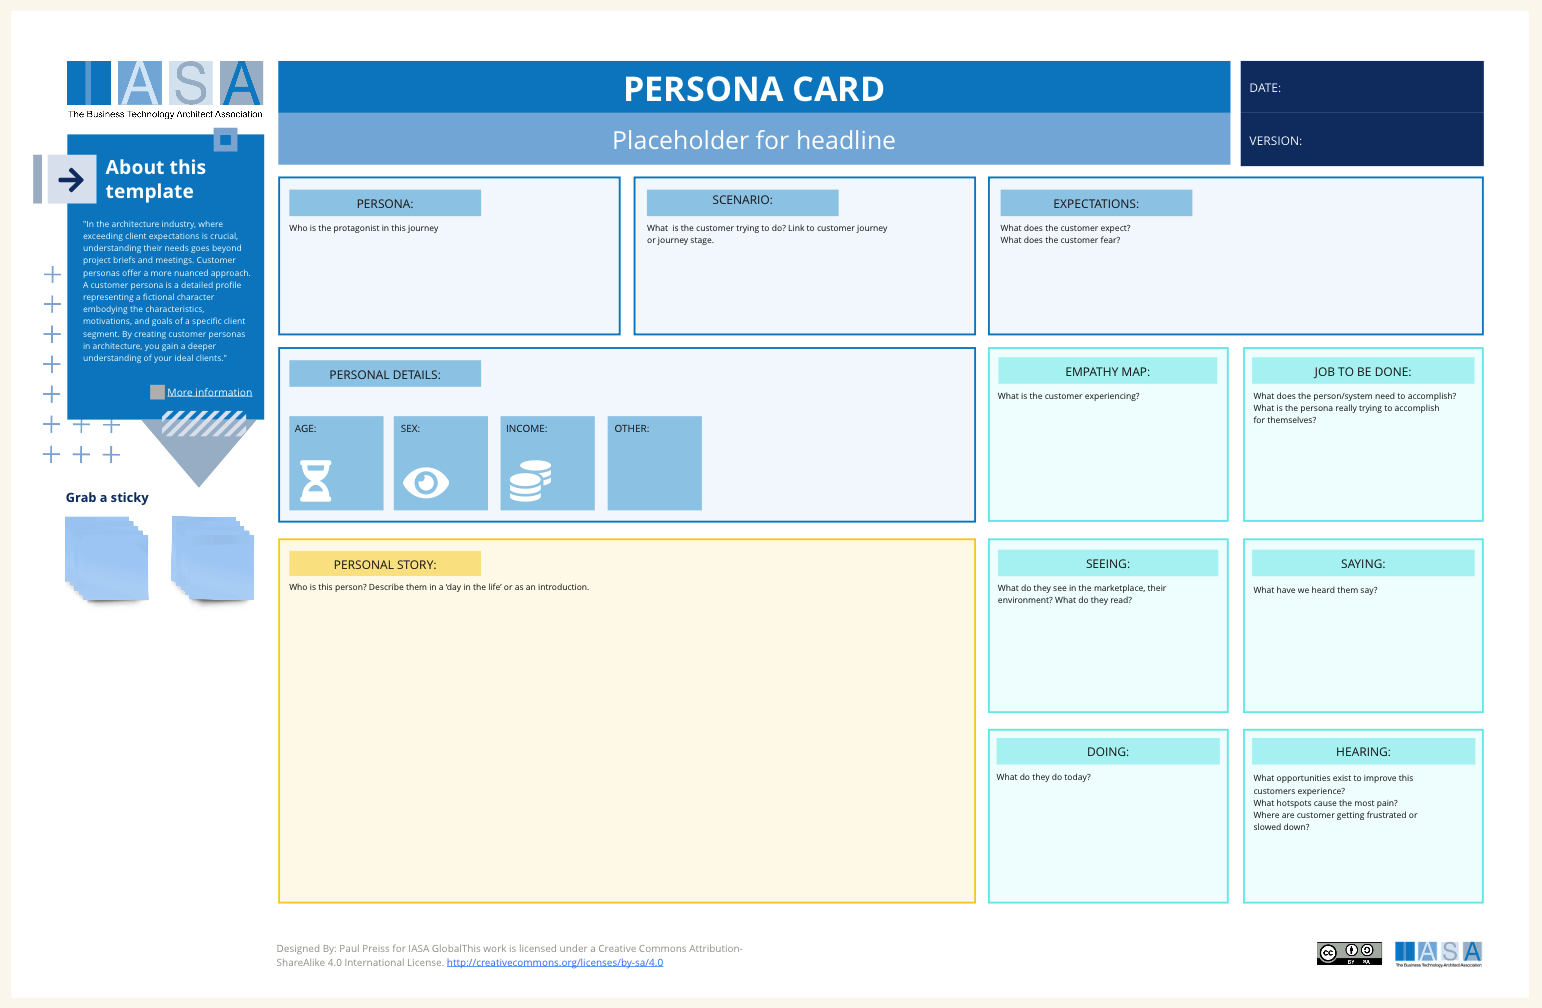 IASA
The Business Technology Architect Association
PERSONA CARD
Placeholder for headline
DATE:
VERSION:
About this
template
"In the architecture industry, where
exceeding client expectations is crucial,
understanding their needs goes beyond
project briefs and meetings. Customer
personas offer a more nuanced approach.
A customer persona is a detailed profile
representing a fictional character
embodying the characteristics,
motivations, and goals of a specific client
segment. By creating customer personas
in architecture, you gain a deeper
understanding of your ideal clients."
More information
Grab a sticky
PERSONA:
Who is the protagonist in this journey
SCENARIO:
What  is the customer trying to do? Link to customer journey
or journey stage.
EXPECTATIONS:
What does the customer expect?
What does the customer fear?
PERSONAL DETAILS:
AGE:
SEX:
INCOME:
OTHER:
EMPATHY MAP:
What is the customer experiencing?
JOB TO BE DONE:
What does the person/system need to accomplish?
What is the persona really trying to accomplish
for themselves?
PERSONAL STORY:
Who is this person? Describe them in a ‘day in the life’ or as an introduction.
SEEING:
What do they see in the marketplace, their
environment? What do they read?
SAYING:
What have we heard them say?
DOING:
What do they do today?
HEARING:
What opportunities exist to improve this
customers experience?
What hotspots cause the most pain?
Where are customer getting frustrated or
slowed down?
Designed By: Paul Preiss for IASA GlobalThis work is licensed under a Creative Commons Attribution-
ShareAlike 4.0 International License. http://creativecommons.org/licenses/by-sa/4.0
cc
BY SA
IASA
The Business Technology Architect Association